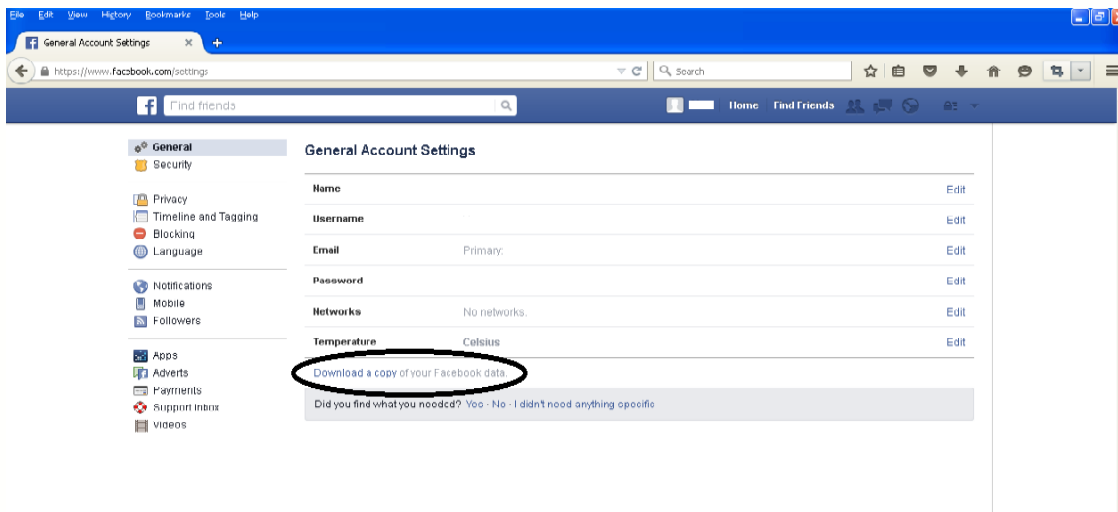 File Edit View History Bookmarks Tools Help
General Account Settings
https://www.facebook.com/settings
Search
Find friends
Home Find Friends
General
Security
Privacy
Timeline and Tagging
Blocking
Language
Notifications
Mobile
Followers
Apps
Adverts
Payments
Support Inbox
Videos
General Account Settings
Name Edit
Username Edit
Email Primary: Edit
Password Edit
Networks No networks. Edit
Temperature Celsius Edit
Download a copy of your Facebook data.
Did you find what you needed? Yes · No · I didn't need anything specific